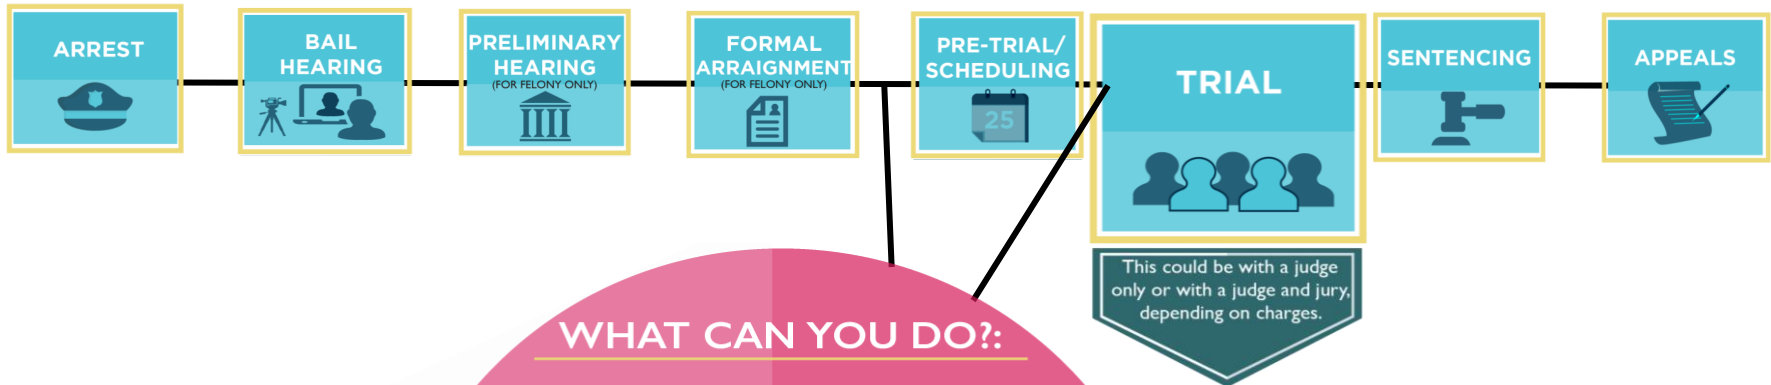 ARREST
BAIL
HEARING
PRELIMINARY
HEARING
(FOR FELONY ONLY)
FORMAL
ARRAIGNMENT
(FOR FELONY ONLY)
PRE-TRIAL/
SCHEDULING
25
TRIAL
SENTENCING
APPEALS
This could be with a judge
only or with a judge and jury,
depending on charges.
WHAT CAN YOU DO?: